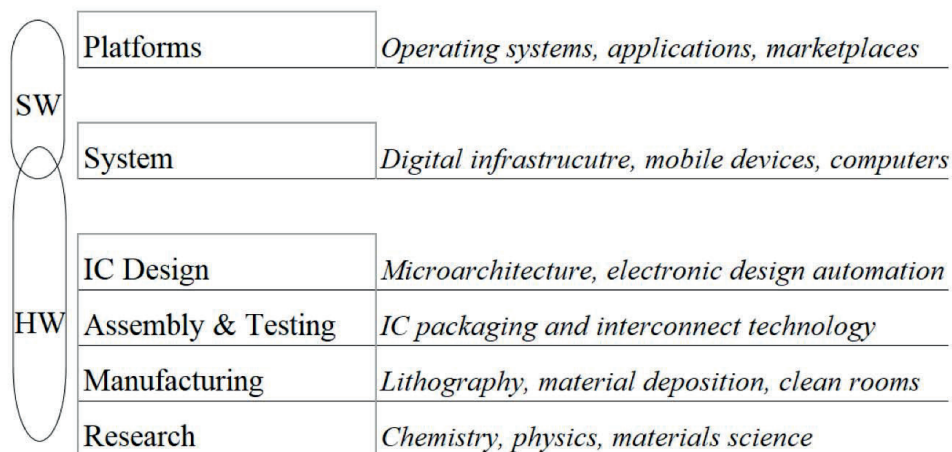 Platforms Operating systems, applications, marketplaces
SW
System Digital infrastrucutre, mobile devices, computers
IC Design Microarchitecture, electronic design automation
HW Assembly & Testing IC packaging and interconnect technology
Manufacturing Lithography, material deposition, clean rooms
Research Chemistry, physics, materials science